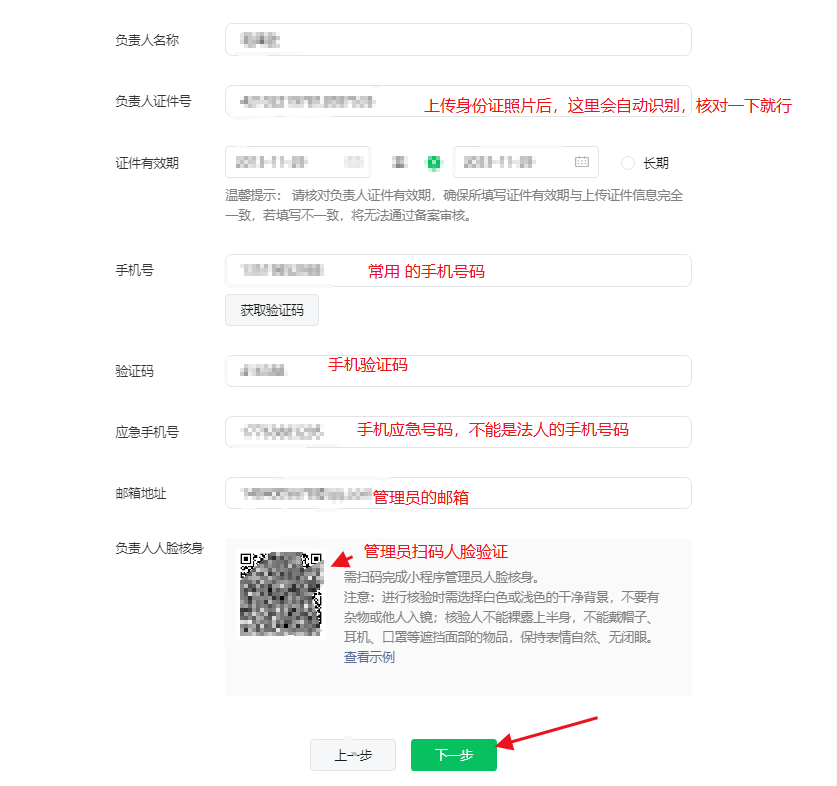 负责人名称
负责人证件号
上传身份证照片后，这里会自动识别，核对一下就行
证件有效期
长期
温馨提示： 请核对负责人证件有效期，确保所填写证件有效期与上传证件信息完全
一致，若填写不一致，将无法通过备案审核。
手机号
常用 的手机号码
获取验证码
验证码
手机验证码
应急手机号
手机应急号码，不能是法人的手机号码
邮箱地址
管理员的邮箱
负责人人脸核身
管理员扫码人脸验证
需扫码完成小程序管理员人脸核身。
注意：进行核验时需选择白色或浅色的干净背景，不要有
杂物或他人入镜；核验人不能裸露上半身，不能戴帽子、
耳机、口罩等遮挡面部的物品，保持表情自然、无闭眼。
查看示例
上一步
下一步